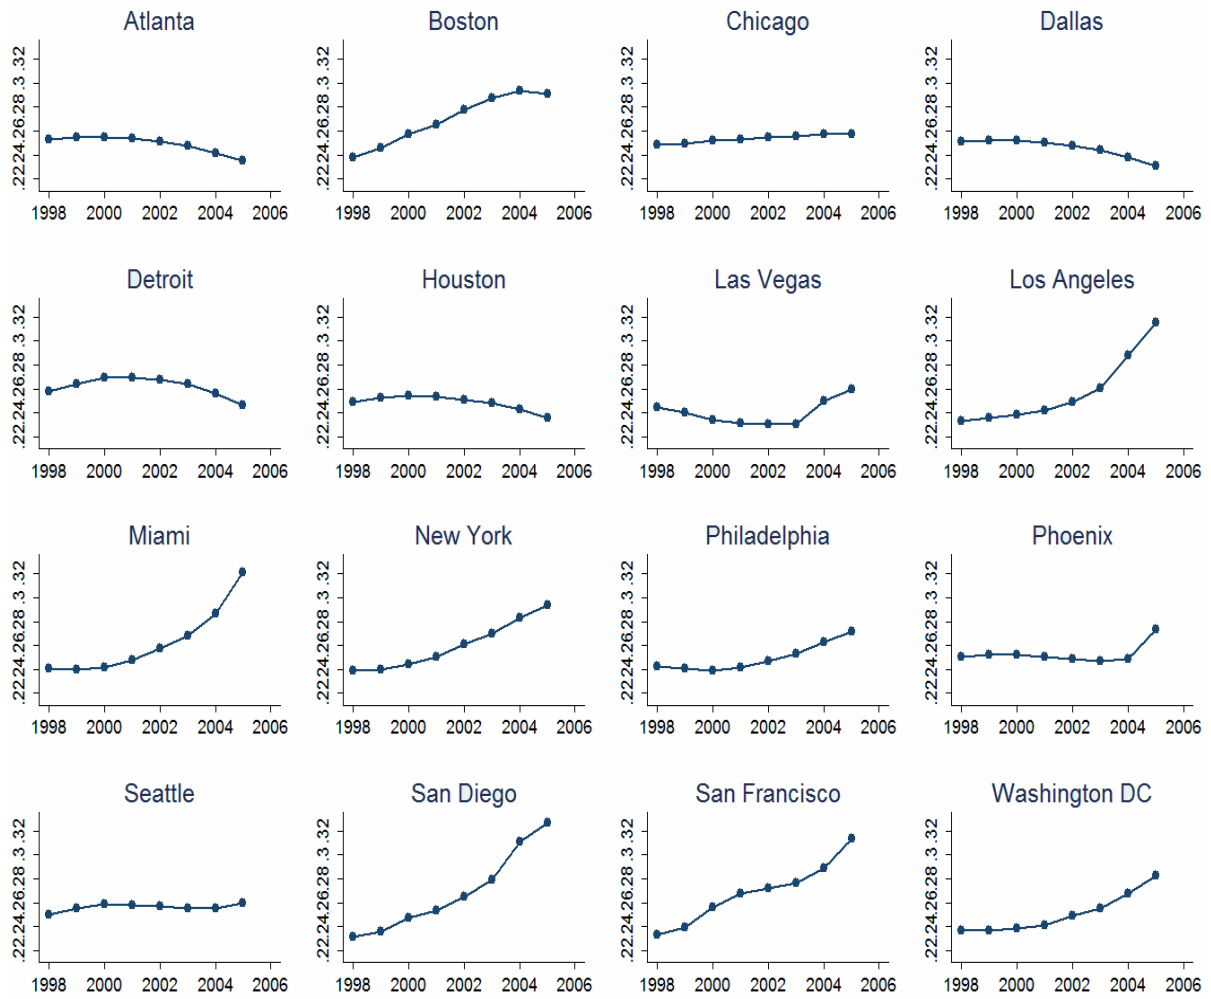 Atlanta Boston Chicago Dallas
.22 .24 .26 .28 .3 .32 .22 .24 .26 .28 .3 .32 .22 .24 .26 .28 .3 .32 .22 .24 .26 .28 .3 .32
1998 2000 2002 2004 2006 1998 2000 2002 2004 2006 1998 2000 2002 2004 2006 1998 2000 2002 2004 2006
Detroit Houston Las Vegas Los Angeles
.22 .24 .26 .28 .3 .32 .22 .24 .26 .28 .3 .32 .22 .24 .26 .28 .3 .32 .22 .24 .26 .28 .3 .32
1998 2000 2002 2004 2006 1998 2000 2002 2004 2006 1998 2000 2002 2004 2006 1998 2000 2002 2004 2006
Miami New York Philadelphia Phoenix
.22 .24 .26 .28 .3 .32 .22 .24 .26 .28 .3 .32 .22 .24 .26 .28 .3 .32 .22 .24 .26 .28 .3 .32
1998 2000 2002 2004 2006 1998 2000 2002 2004 2006 1998 2000 2002 2004 2006 1998 2000 2002 2004 2006
Seattle San Diego San Francisco Washington DC
.22 .24 .26 .28 .3 .32 .22 .24 .26 .28 .3 .32 .22 .24 .26 .28 .3 .32 .22 .24 .26 .28 .3 .32
1998 2000 2002 2004 2006 1998 2000 2002 2004 2006 1998 2000 2002 2004 2006 1998 2000 2002 2004 2006